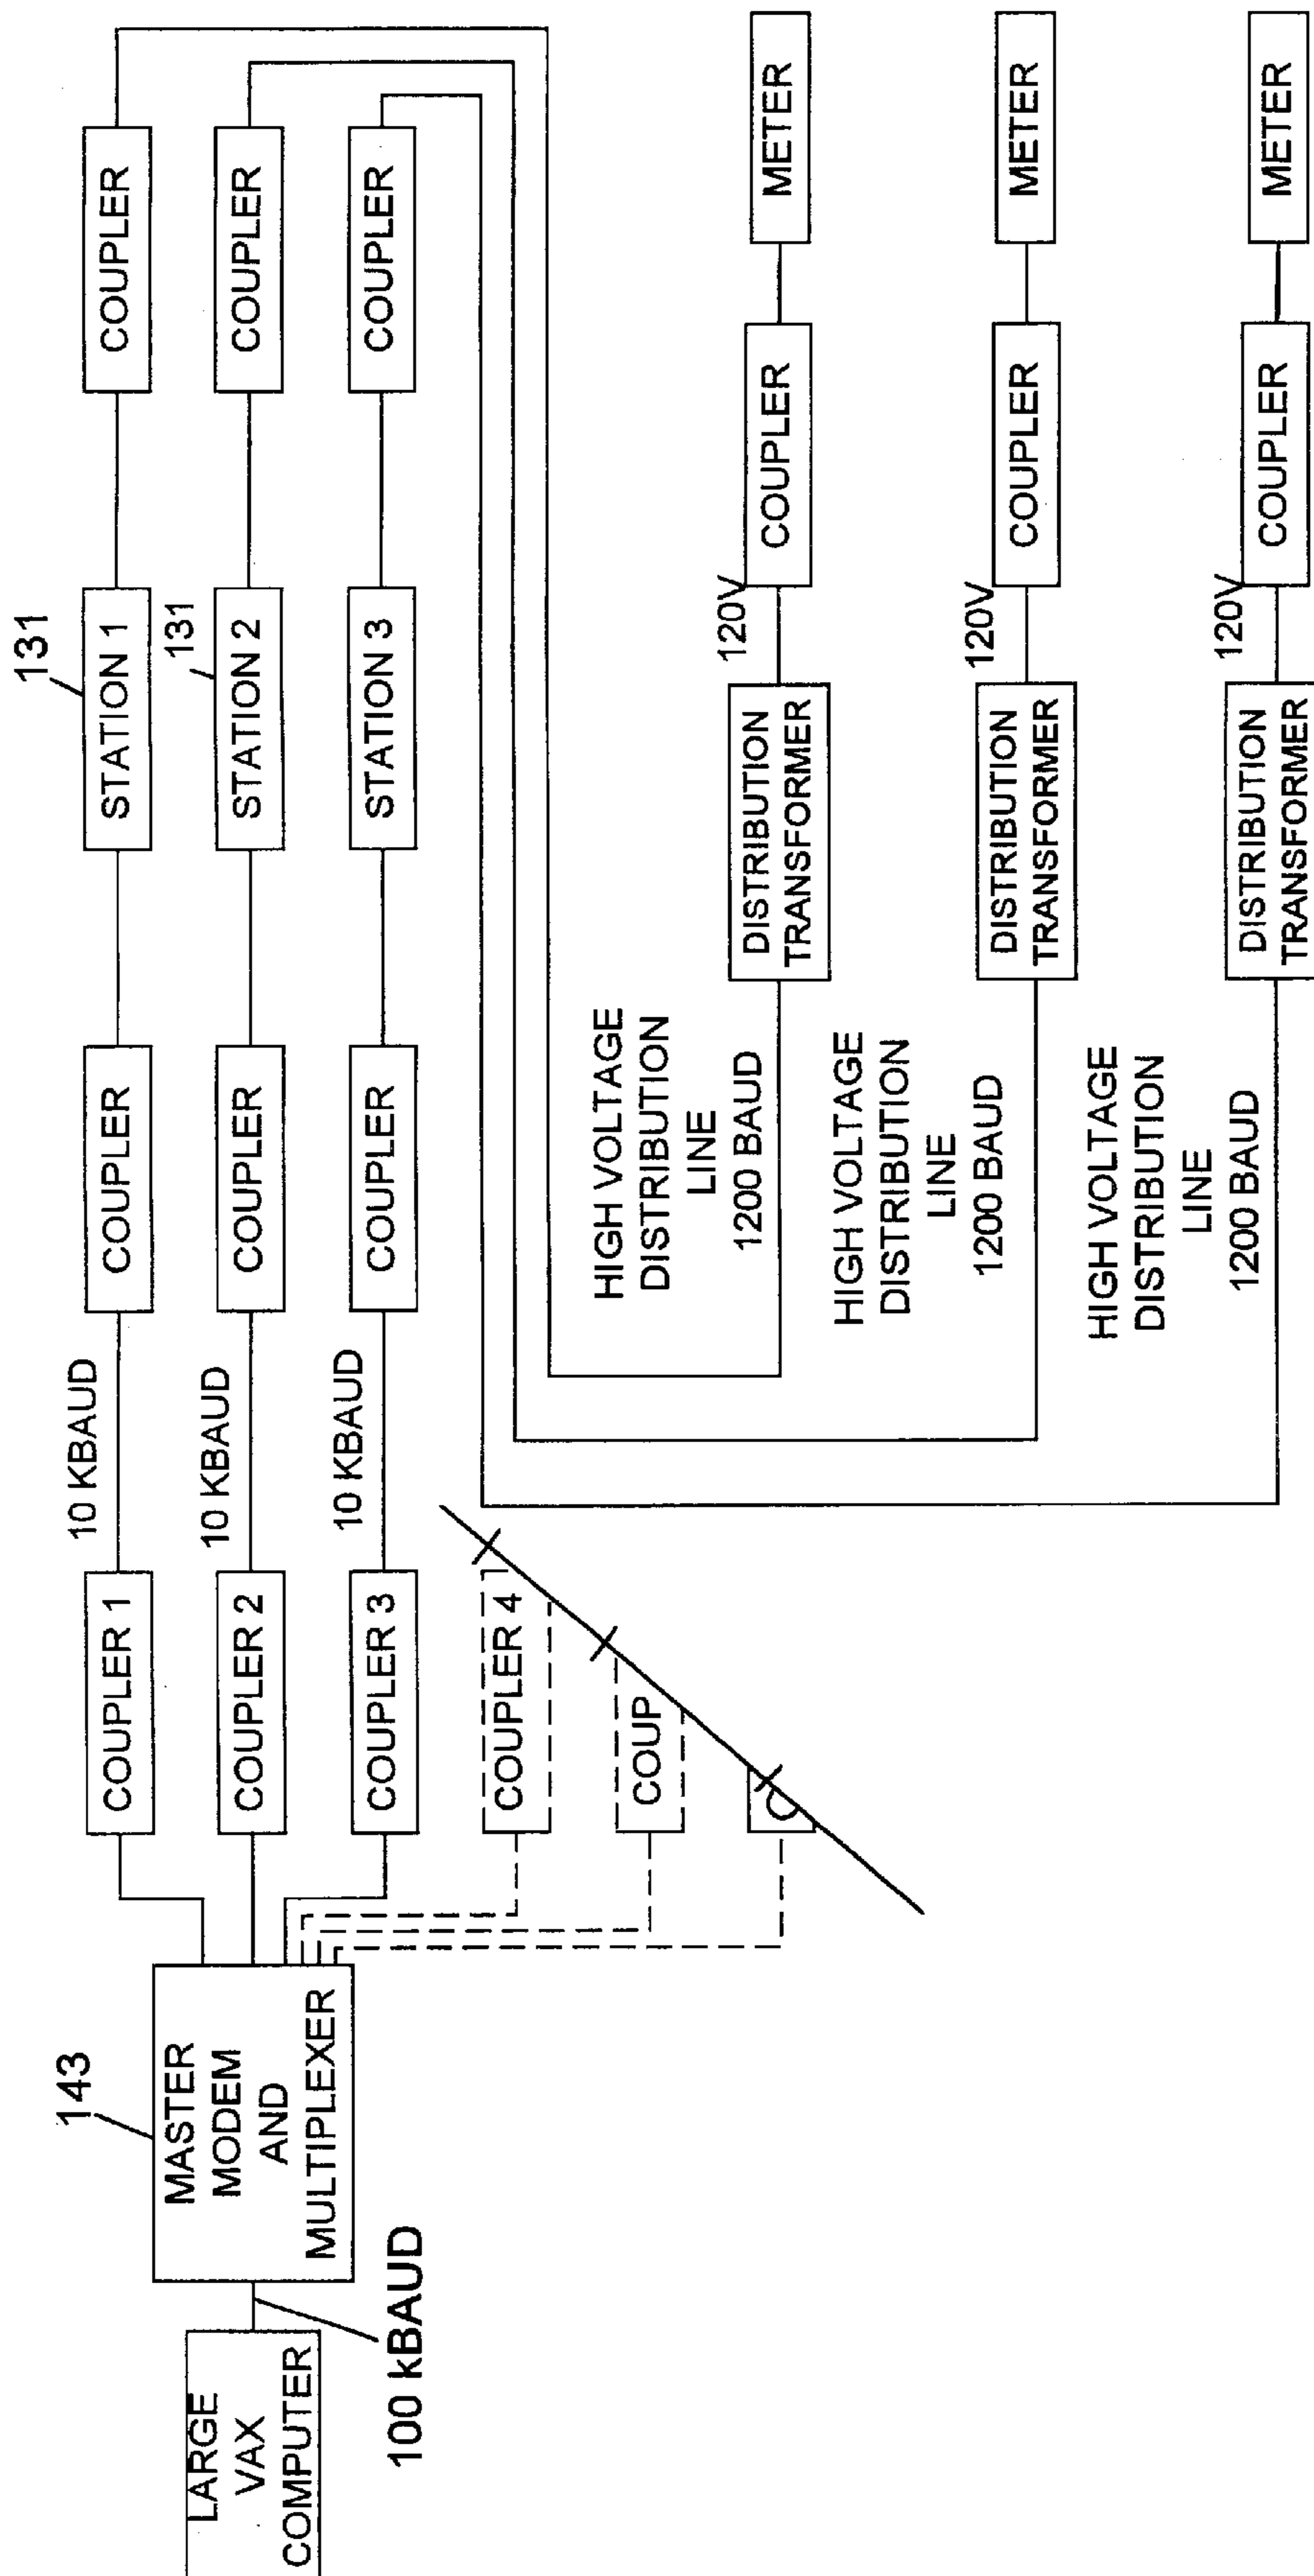 LARGE
VAX
COMPUTER
100 kBAUD
143
MASTER
MODEM
AND
MULTIPLEXER
COUPLER 1
10 KBAUD
COUPLER
131
STATION 1
COUPLER
COUPLER 2
10 KBAUD
COUPLER
131
STATION 2
COUPLER
COUPLER 3
10 KBAUD
COUPLER
STATION 3
COUPLER
COUPLER 4
COUP
C
HIGH VOLTAGE
DISTRIBUTION
LINE
1200 BAUD
DISTRIBUTION
TRANSFORMER
120V
COUPLER
METER
HIGH VOLTAGE
DISTRIBUTION
LINE
1200 BAUD
DISTRIBUTION
TRANSFORMER
120V
COUPLER
METER
HIGH VOLTAGE
DISTRIBUTION
LINE
1200 BAUD
DISTRIBUTION
TRANSFORMER
120V
COUPLER
METER